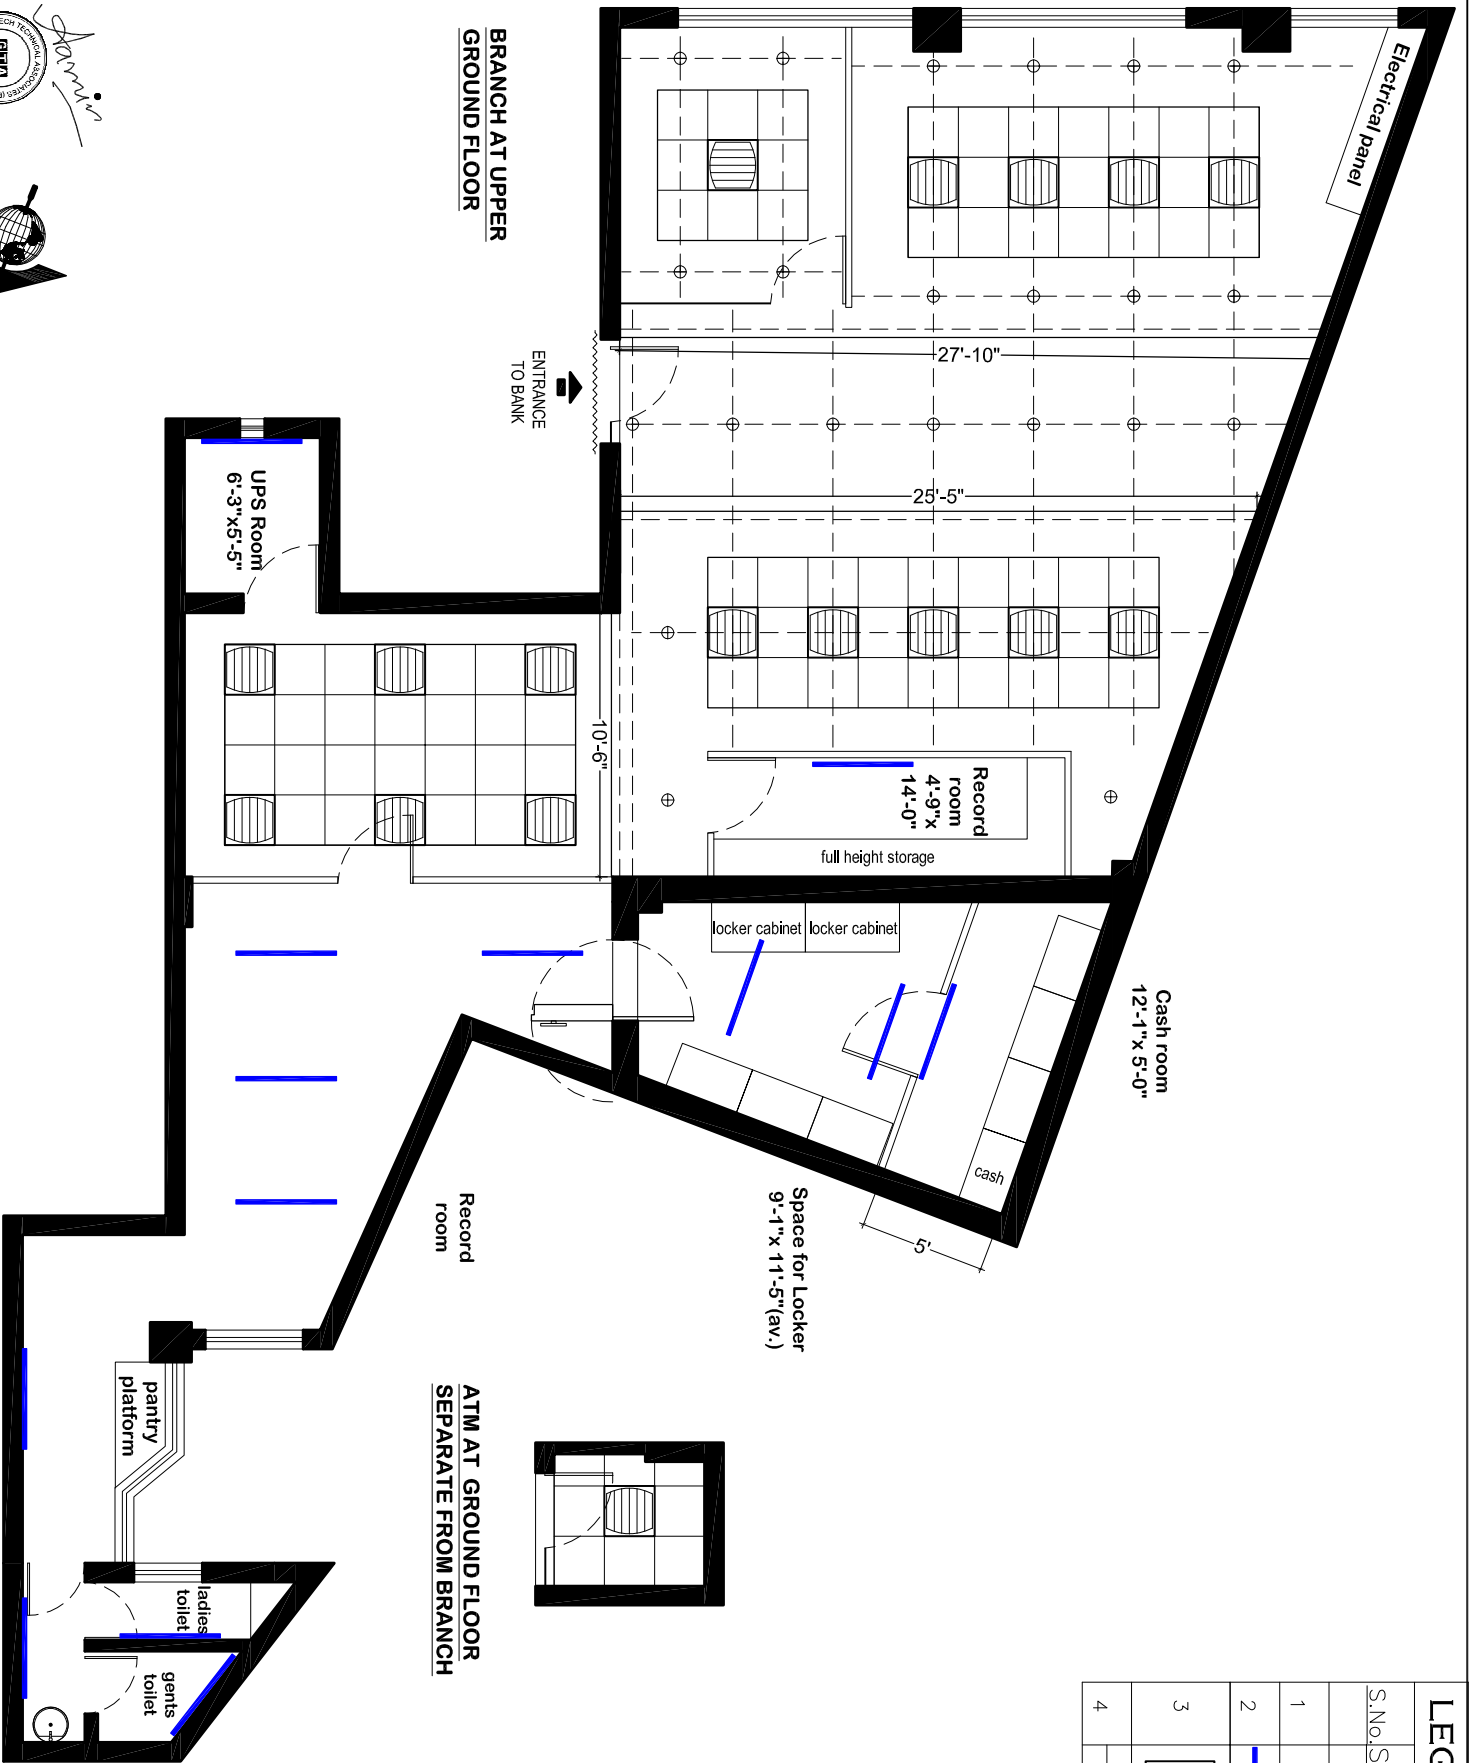 Electrical panel
BRANCH AT UPPER
GROUND FLOOR
ENTRANCE
TO BANK
27'-10"
25'-5"
UPS Room
6'-3"x5'-5"
10'-6"
Record
room
4'-9"x
14'-0"
full height storage
locker cabinet
locker cabinet
Cash room
12'-1"x 5'-0"
cash
5'
Space for Locker
9'-1"x 11'-5"(av.)
Record
room
pantry
platform
ATM AT GROUND FLOOR
SEPARATE FROM BRANCH
ladies
toilet
gents
toilet
S.No.
1
2
3
4